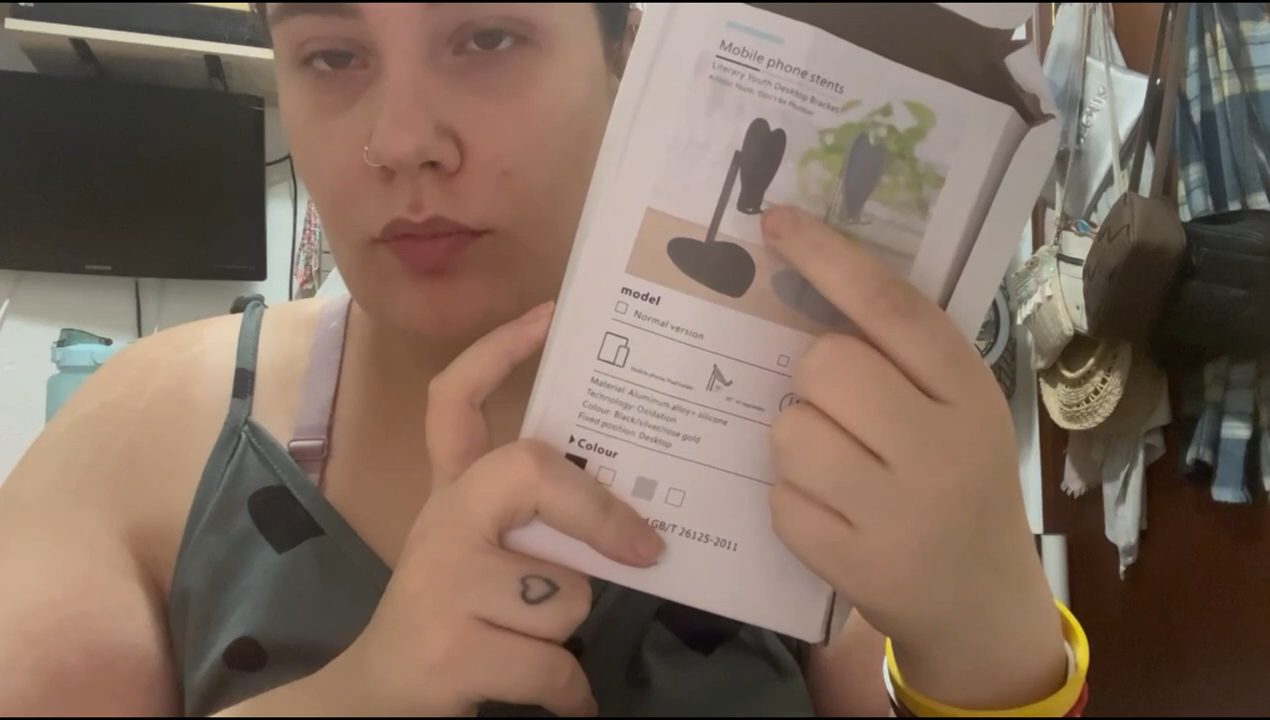 Mobile phone stents
Literary Youth Desktop Bracket
model
Normal version
Material: Aluminum alloy+ silicone
Technology: Oxidation
Colour: Black/silver/rose gold
Fixed position: Desktop
Colour
GB/T 26125-2011
SAMSUNG